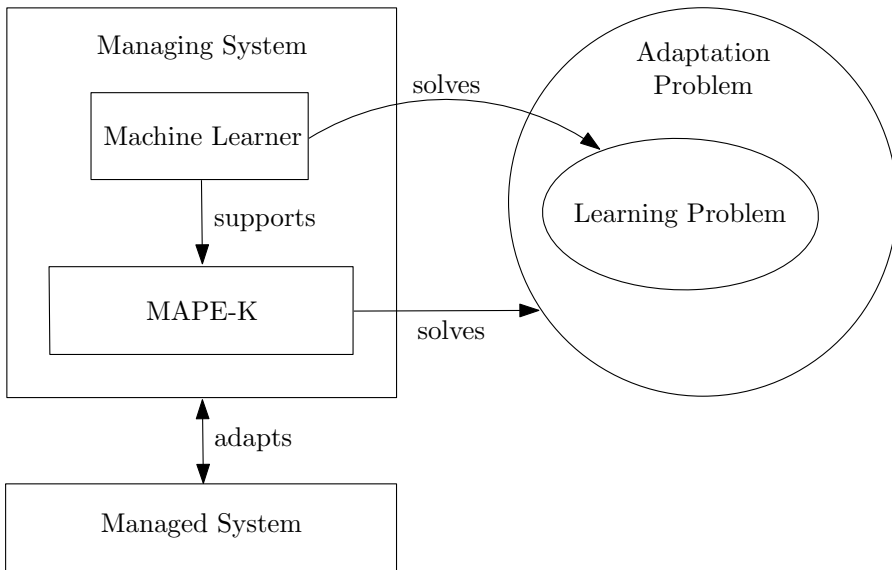 Managing System
Machine Learner
supports
MAPE-K
adapts
Managed System
solves
solves
Adaptation
Problem
Learning Problem